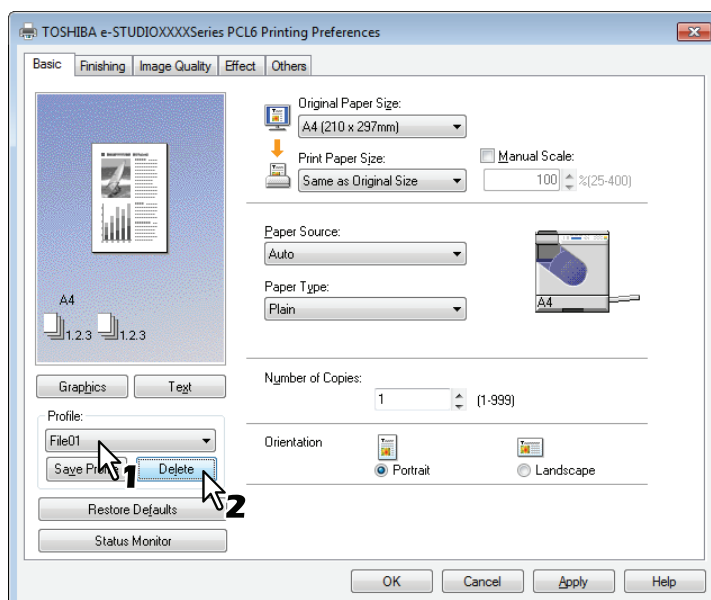 TOSHIBA e-STUDIOXXXXSeries PCL6 Printing Preferences
Basic Finishing Image Quality Effect Others
Original Paper Size:
A4 (210 x 297mm)
Print Paper Size:
Manual Scale:
Same as Original Size
100 %(25-400)
Paper Source:
Auto
Paper Type:
Plain
A4
A4
1.2.3 1.2.3
Graphics Text
Number of Copies:
1 (1-999)
Profile:
File01
Orientation
Portrait Landscape
1
Save Profile Delete
2
Restore Defaults
Status Monitor
OK Cancel Apply Help